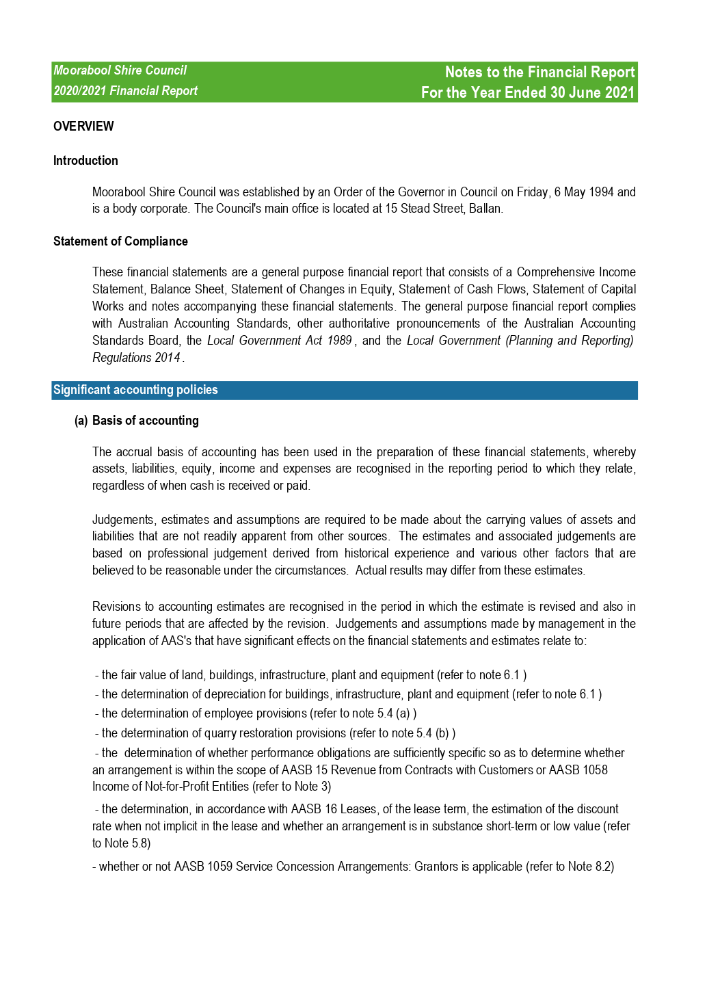 Moorabool Shire Council
2020/2021 Financial Report
Notes to the Financial Report
For the Year Ended 30 June 2021
OVERVIEW
Introduction
Moorabool Shire Council was established by an Order of the Governor in Council on Friday, 6 May 1994 and
is a body corporate. The Council's main office is located at 15 Stead Street, Ballan.
Statement of Compliance
These financial statements are a general purpose financial report that consists of a Comprehensive Income
Statement, Balance Sheet, Statement of Changes in Equity, Statement of Cash Flows, Statement of Capital
Works and notes accompanying these financial statements. The general purpose financial report complies
with Australian Accounting Standards, other authoritative pronouncements of the Australian Accounting
Standards Board, the Local Government Act 1989 , and the Local Government (Planning and Reporting)
Regulations 2014 .
Significant accounting policies
(a) Basis of accounting
The accrual basis of accounting has been used in the preparation of these financial statements, whereby
assets, liabilities, equity, income and expenses are recognised in the reporting period to which they relate,
regardless of when cash is received or paid.
Judgements, estimates and assumptions are required to be made about the carrying values of assets and
liabilities that are not readily apparent from other sources.  The estimates and associated judgements are
based on professional judgement derived from historical experience and various other factors that are
believed to be reasonable under the circumstances.  Actual results may differ from these estimates.
Revisions to accounting estimates are recognised in the period in which the estimate is revised and also in
future periods that are affected by the revision.  Judgements and assumptions made by management in the
application of AAS's that have significant effects on the financial statements and estimates relate to:
- the fair value of land, buildings, infrastructure, plant and equipment (refer to note 6.1 )
- the determination of depreciation for buildings, infrastructure, plant and equipment (refer to note 6.1 )
- the determination of employee provisions (refer to note 5.4 (a) )
- the determination of quarry restoration provisions (refer to note 5.4 (b) )
- the  determination of whether performance obligations are sufficiently specific so as to determine whether
an arrangement is within the scope of AASB 15 Revenue from Contracts with Customers or AASB 1058
Income of Not-for-Profit Entities (refer to Note 3)
- the determination, in accordance with AASB 16 Leases, of the lease term, the estimation of the discount
rate when not implicit in the lease and whether an arrangement is in substance short-term or low value (refer
to Note 5.8)
- whether or not AASB 1059 Service Concession Arrangements: Grantors is applicable (refer to Note 8.2)